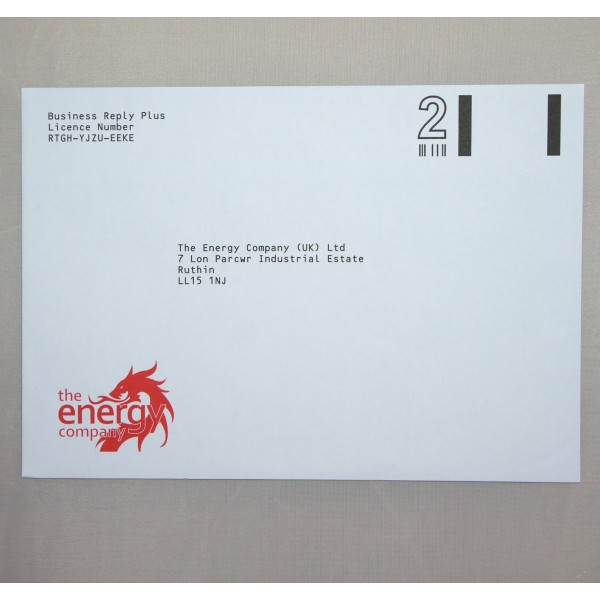 Business Reply Plus
Licence Number
RTGH-YJZU-EEKE
2
The Energy Company (UK) Ltd
7 Lon Parcwr Industrial Estate
Ruthin
LL15 1NJ
the
energy
company